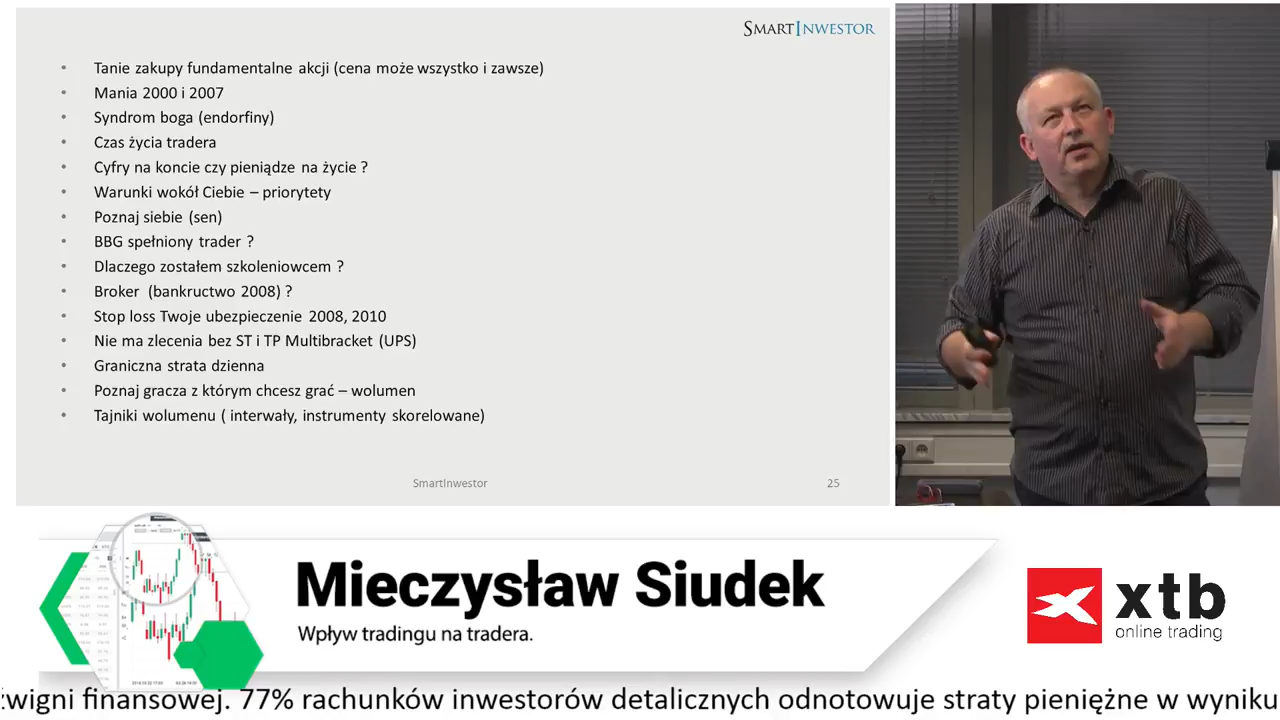 SMARTINWESTOR
Tanie zakupy fundamentalne akcji (cena może wszystko i zawsze)
Mania 2000 i 2007
Syndrom boga (endorfiny)
Czas życia tradera
Cyfry na koncie czy pieniądze na życie ?
Warunki wokół Ciebie – priorytety
Poznaj siebie (sen)
BBG spełniony trader ?
Dlaczego zostałem szkoleniowcem ?
Broker (bankructwo 2008) ?
Stop loss Twoje ubezpieczenie 2008, 2010
Nie ma zlecenia bez ST i TP Multibracket (UPS)
Graniczna strata dzienna
Poznaj gracza z którym chcesz grać – wolumen
Tajniki wolumenu ( interwały, instrumenty skorelowane)
SmartInwestor 25
Mieczysław Siudek
Wpływ tradingu na tradera.
xtb
online trading
źwigni finansowej. 77% rachunków inwestorów detalicznych odnotowuje straty pieniężne w wyniku